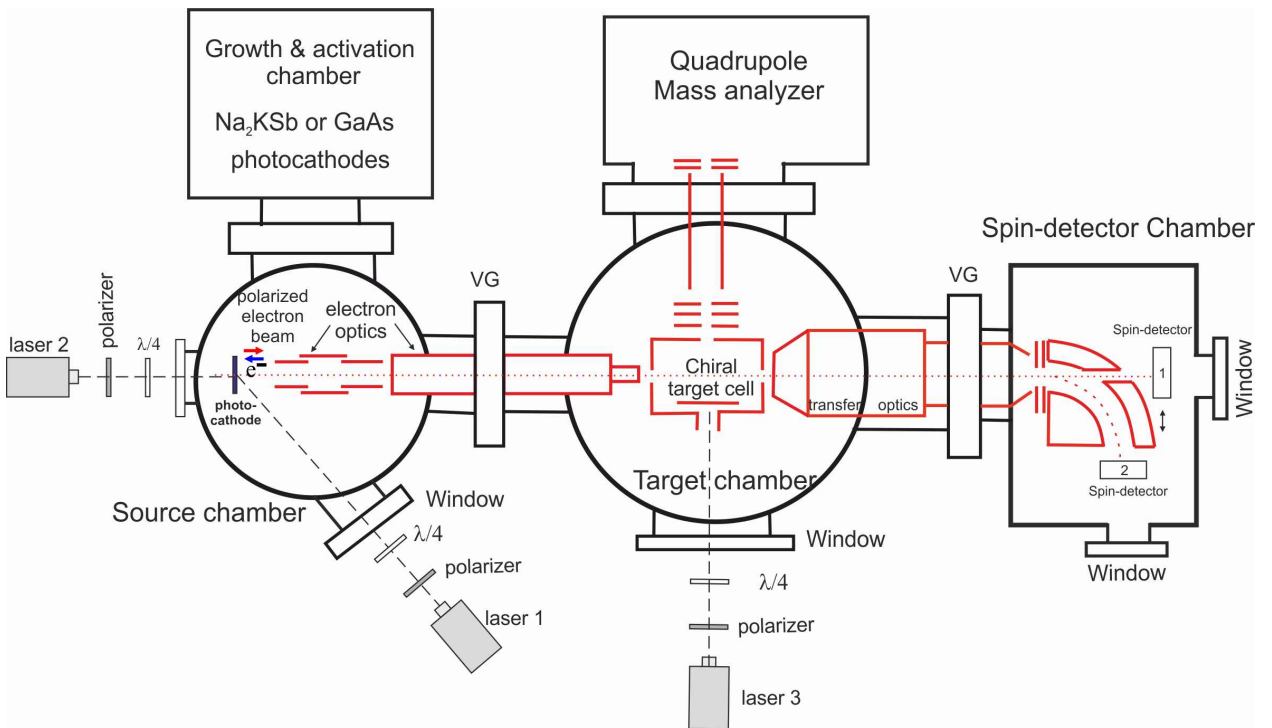 Growth & activation
chamber
Na₂KSb or GaAs
photocathodes
Quadrupole
Mass analyzer
Spin-detector Chamber
VG
VG
polarizer
λ/4
laser 2
polarized
electron
beam
electron
optics
e⁻
photo-
cathode
Chiral
target cell
transfer optics
Spin-detector
1
2
Spin-detector
Window
Window
Source chamber
Window
λ/4
polarizer
laser 1
Target chamber
Window
λ/4
polarizer
laser 3